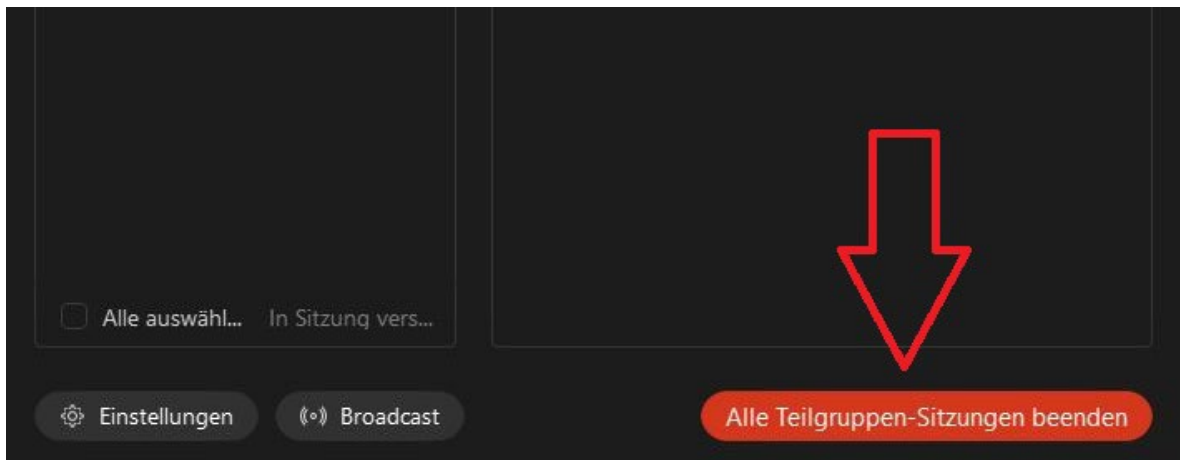 Alle auswähl... In Sitzung vers...
Einstellungen Broadcast Alle Teilgruppen-Sitzungen beenden